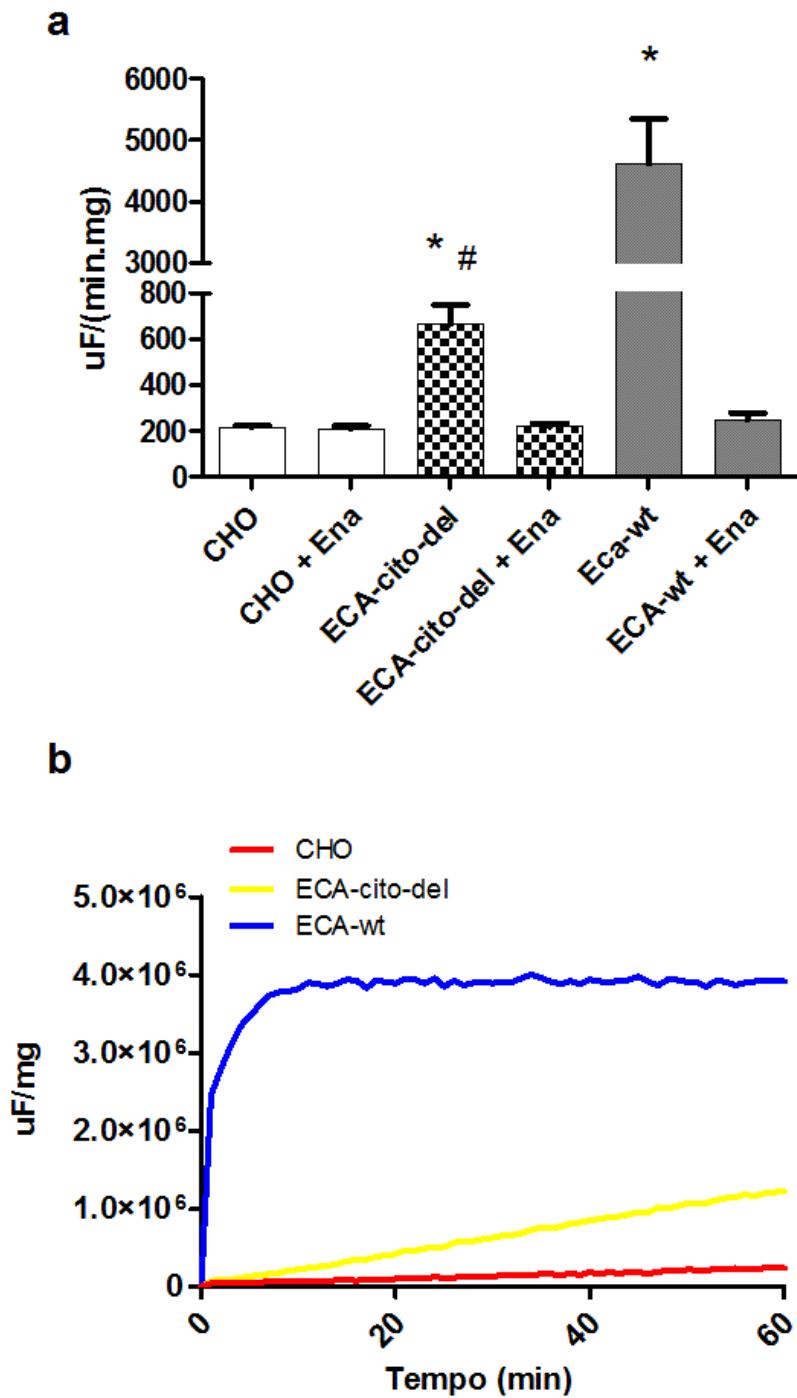 a
*
6000
5000
4000
3000
800
600
400
200
0
uF/(min.mg)
* #
CHO
CHO + Ena
ECA-cito-del
ECA-cito-del + Ena
Eca-wt
ECA-wt + Ena
b
CHO
ECA-cito-del
ECA-wt
5.0×10⁶
4.0×10⁶
3.0×10⁶
2.0×10⁶
1.0×10⁶
0
uF/mg
0
20
40
60
Tempo (min)